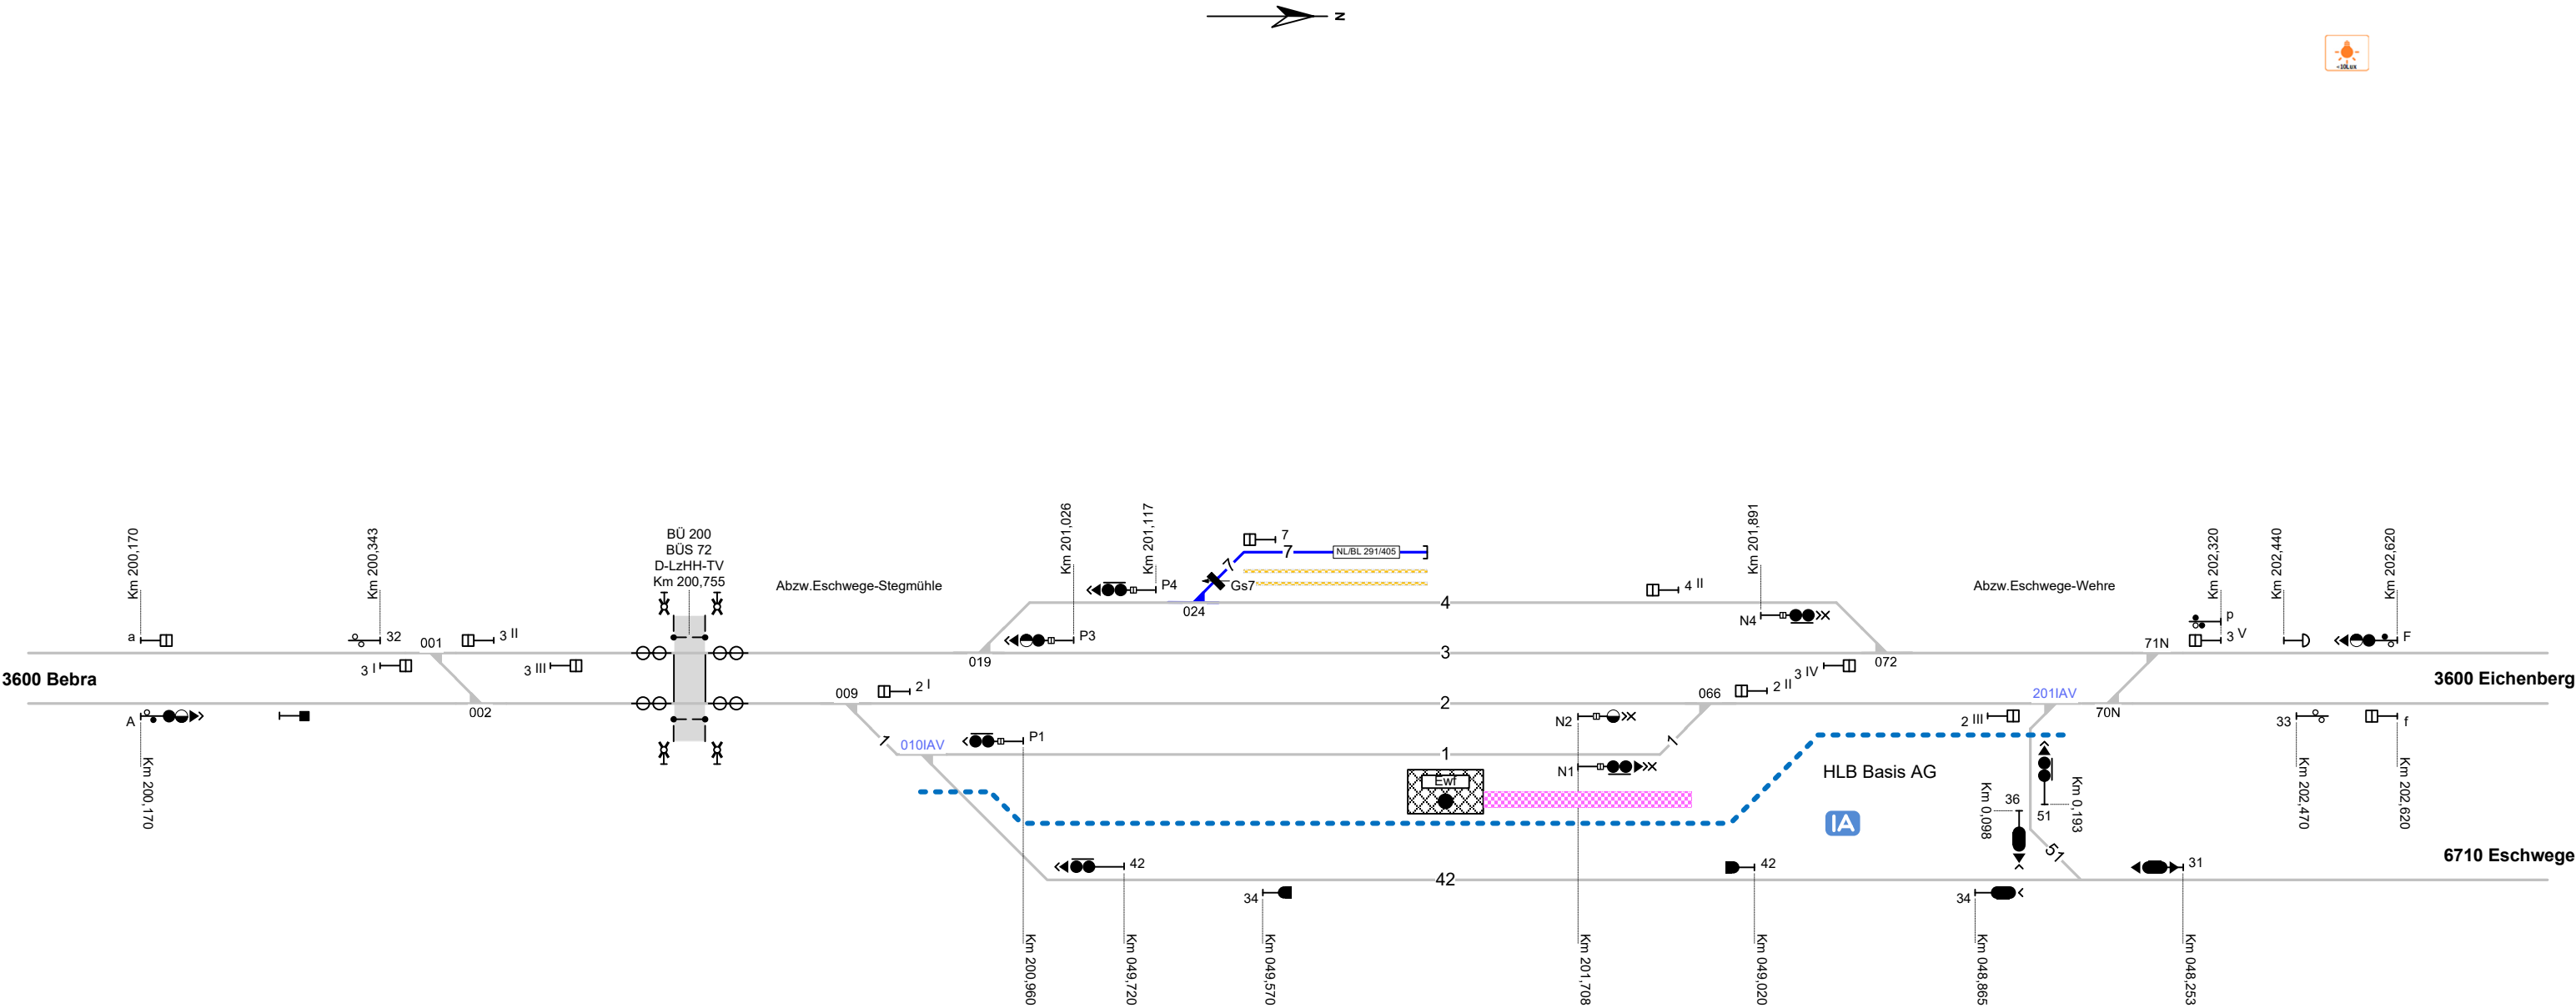 N
<10Lux
Km 200,170
Km 200,343
BÜ 200
BÜS 72
D-LzHH-TV
Km 200,755
Abzw.Eschwege-Stegmühle
Km 201,026
Km 201,117
7
7
NL/BL 291/405
7
Gs7
P4
024
4
4 II
Km 201,891
N4
Abzw.Eschwege-Wehre
Km 202,320
Km 202,440
Km 202,620
a
32
001
3 II
3 I
3 III
P3
019
3
3 IV
072
71N
p
3 V
F
3600 Bebra
3600 Eichenberg
A
002
009
2 I
2
066
2 II
N2
2 III
201IAV
70N
33
f
1
010IAV
P1
1
1
N1
Ewf
HLB Basis AG
IA
36
51
Km 0,098
Km 0,193
51
Km 200,170
Km 202,470
Km 202,620
6710 Eschwege
42
42
42
31
34
34
Km 200,960
Km 049,720
Km 049,570
Km 201,708
Km 049,020
Km 048,865
Km 048,253